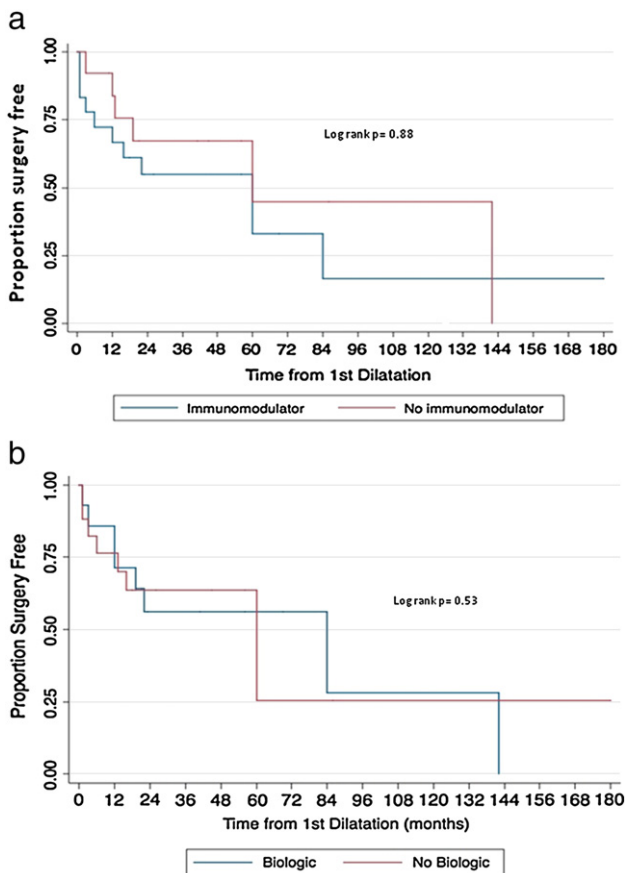 a
1.00
0.75
0.50
0.25
0.00
Proportion surgery free
Logrank p= 0.88
0 12 24 36 48 60 72 84 96 108 120 132 144 156 168 180
Time from 1st Dilatation
Immunomodulator No immunomodulator
b
1.00
0.75
0.50
0.25
0.00
Proportion Surgery Free
Logrank p= 0.53
0 12 24 36 48 60 72 84 96 108 120 132 144 156 168 180
Time from 1st Dilatation (months)
Biologic No Biologic